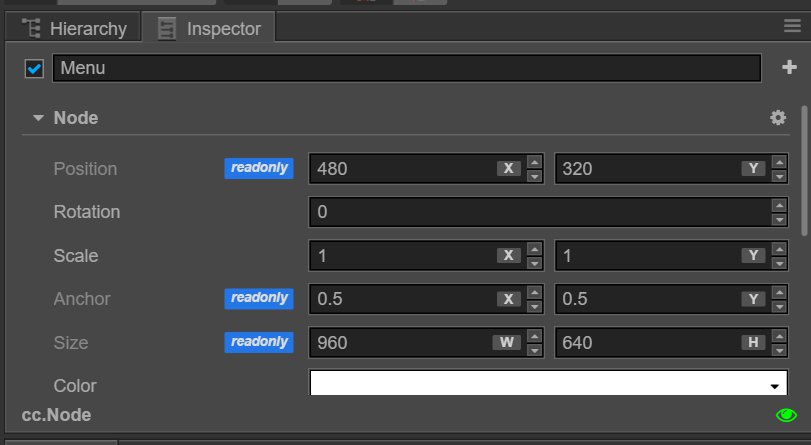 Hierarchy Inspector
Menu
Node
Position readonly 480 X 320 Y
Rotation 0
Scale 1 X 1 Y
Anchor readonly 0.5 X 0.5 Y
Size readonly 960 W 640 H
Color
cc.Node